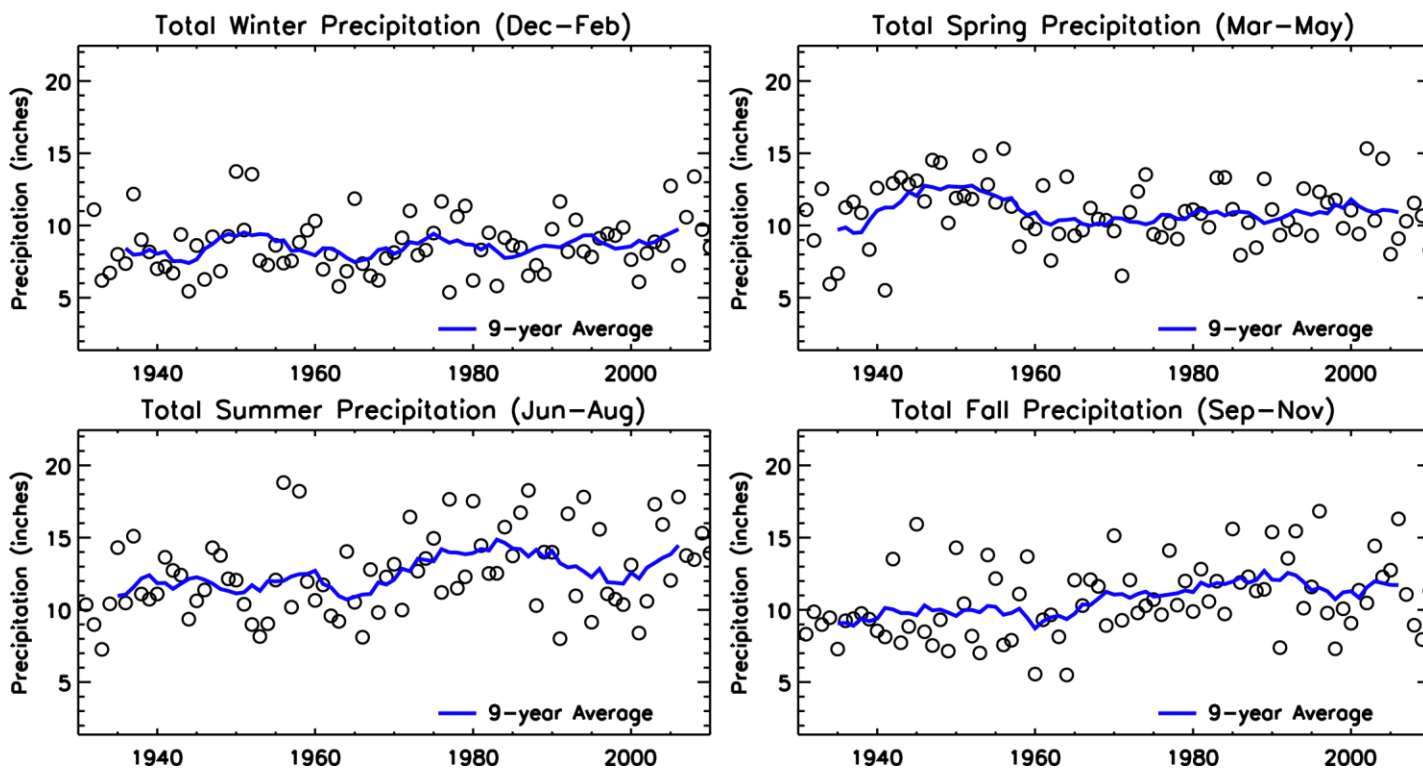 Total Winter Precipitation (Dec-Feb)
Precipitation (inches)
20
15
10
5
9-year Average
1940 1960 1980 2000
Total Spring Precipitation (Mar-May)
Precipitation (inches)
20
15
10
5
9-year Average
1940 1960 1980 2000
Total Summer Precipitation (Jun-Aug)
Precipitation (inches)
20
15
10
5
9-year Average
1940 1960 1980 2000
Total Fall Precipitation (Sep-Nov)
Precipitation (inches)
20
15
10
5
9-year Average
1940 1960 1980 2000